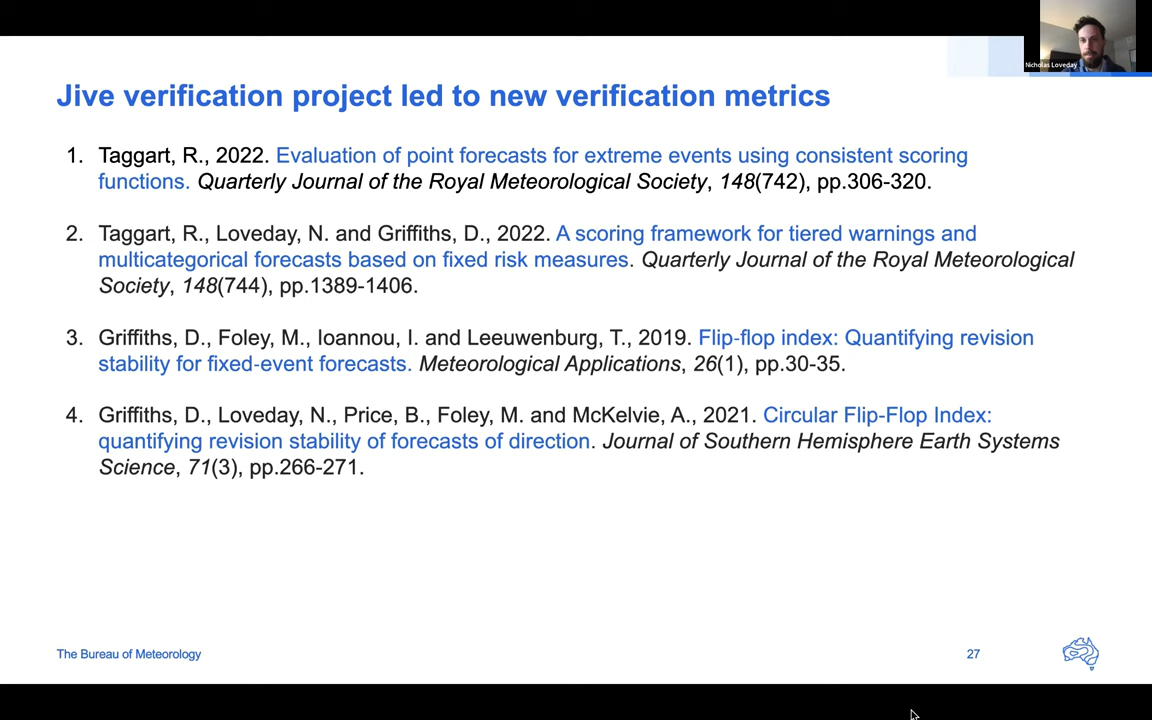 Nicholas Loveday
Jive verification project led to new verification metrics
1. Taggart, R., 2022. Evaluation of point forecasts for extreme events using consistent scoring
functions. Quarterly Journal of the Royal Meteorological Society, 148(742), pp.306-320.
2. Taggart, R., Loveday, N. and Griffiths, D., 2022. A scoring framework for tiered warnings and
multicategorical forecasts based on fixed risk measures. Quarterly Journal of the Royal Meteorological
Society, 148(744), pp.1389-1406.
3. Griffiths, D., Foley, M., Ioannou, I. and Leeuwenburg, T., 2019. Flip-flop index: Quantifying revision
stability for fixed-event forecasts. Meteorological Applications, 26(1), pp.30-35.
4. Griffiths, D., Loveday, N., Price, B., Foley, M. and McKelvie, A., 2021. Circular Flip-Flop Index:
quantifying revision stability of forecasts of direction. Journal of Southern Hemisphere Earth Systems
Science, 71(3), pp.266-271.
The Bureau of Meteorology
27